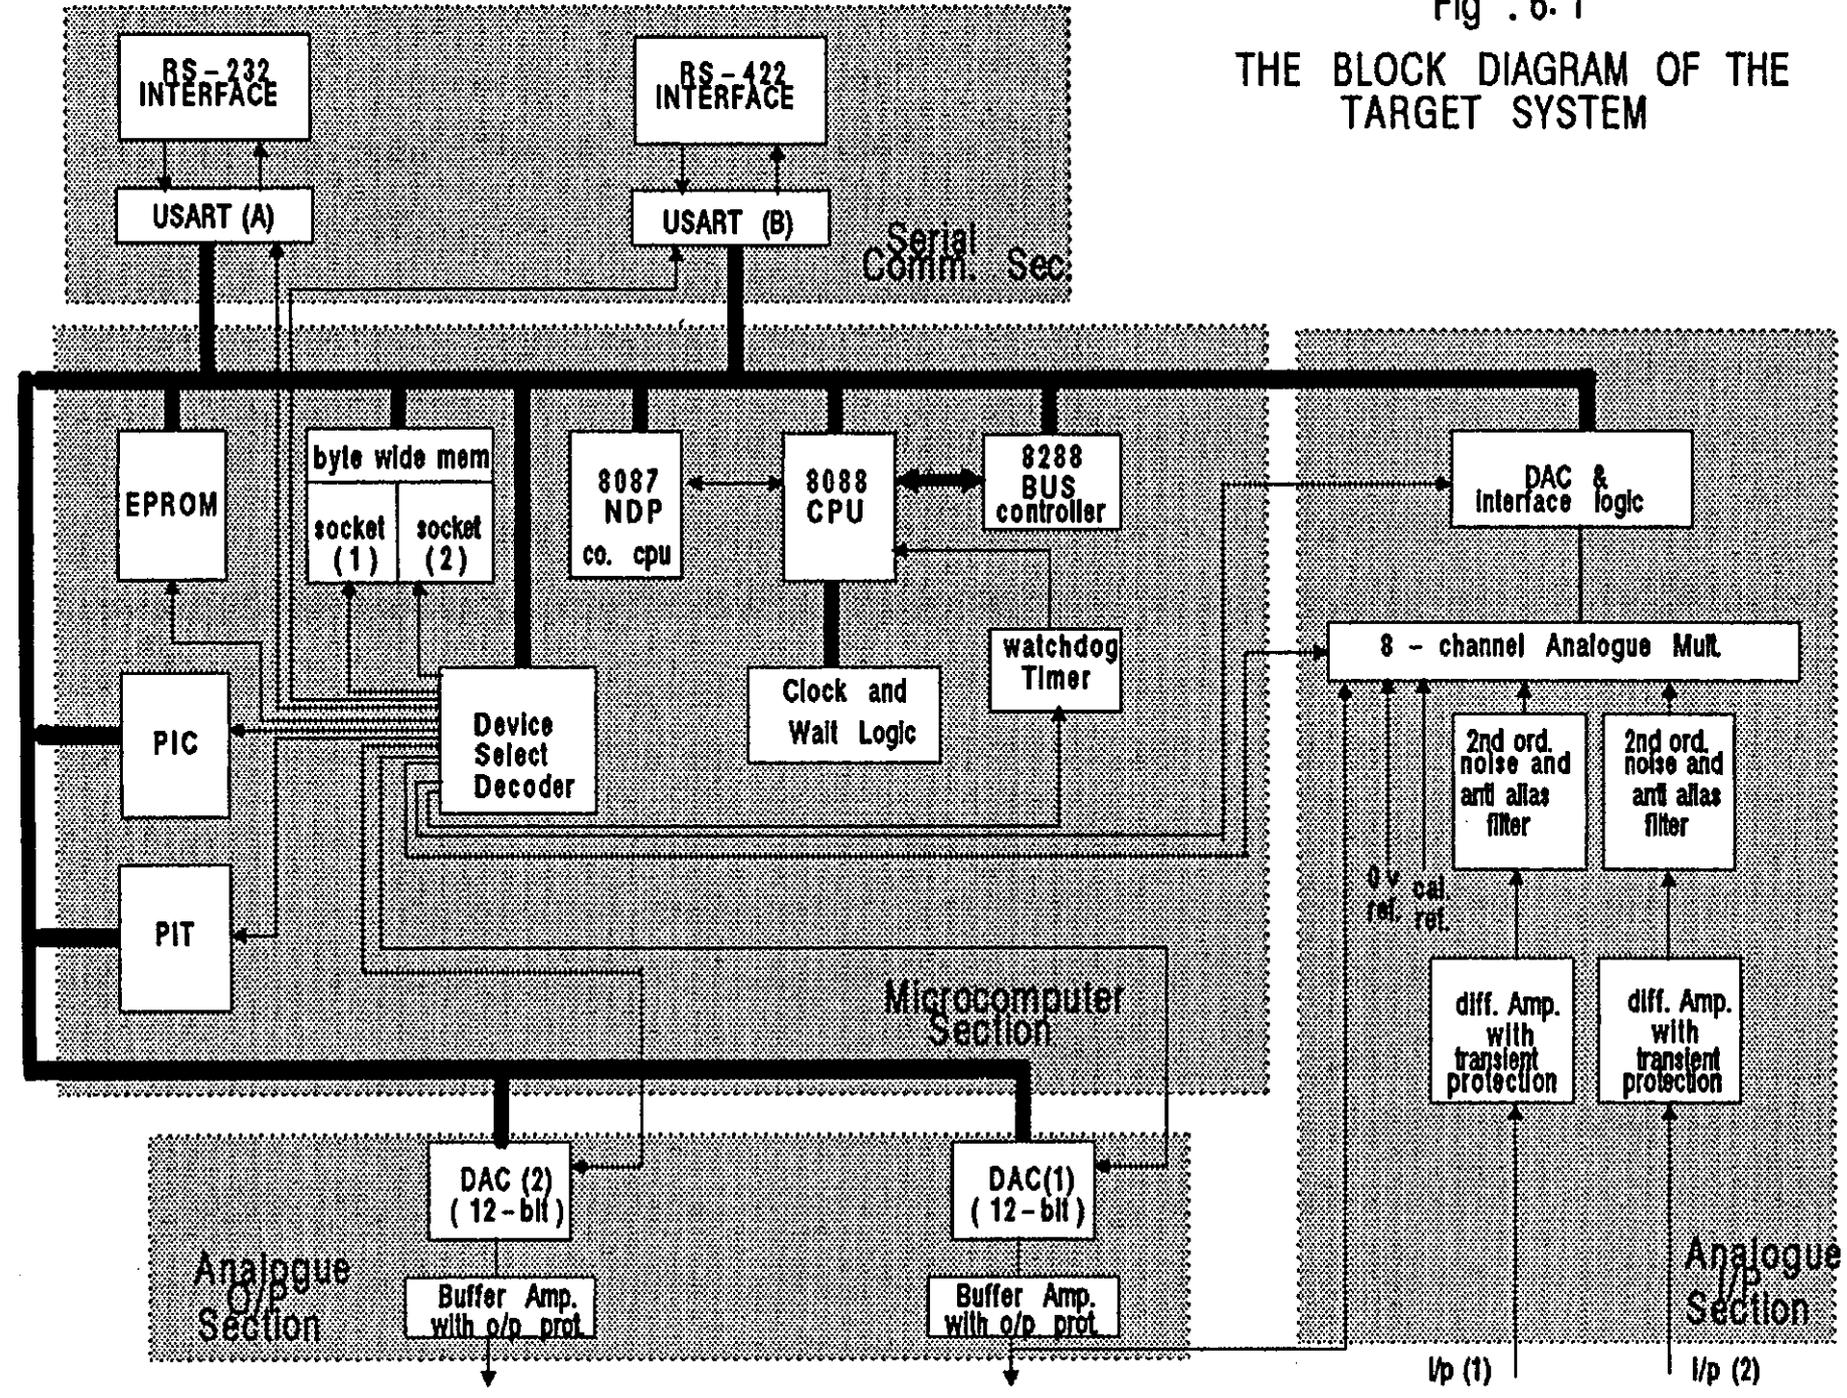 Fig . 6. 1
THE BLOCK DIAGRAM OF THE
TARGET SYSTEM
RS-232
INTERFACE
RS-422
INTERFACE
USART (A)
USART (B)
Serial
Comm. Sec.
EPROM
byte wide mem
socket
(1)
socket
(2)
8087
NDP
co. cpu
8088
CPU
8288
BUS
controller
DAC &
interface logic
watchdog
Timer
8 - channel Analogue Mult.
Clock and
Wait Logic
Device
Select
Decoder
PIC
PIT
2nd ord.
noise and
anti alias
filter
2nd ord.
noise and
anti alias
filter
0 v
ref.
cal.
ref.
diff. Amp.
with
transient
protection
diff. Amp.
with
transient
protection
Microcomputer
Section
DAC (2)
(12-bit)
DAC(1)
(12-bit)
Analogue
O/P
Section
Buffer Amp.
with o/p prot.
Buffer Amp.
with o/p prot.
Analogue
I/P
Section
I/p (1)
I/p (2)